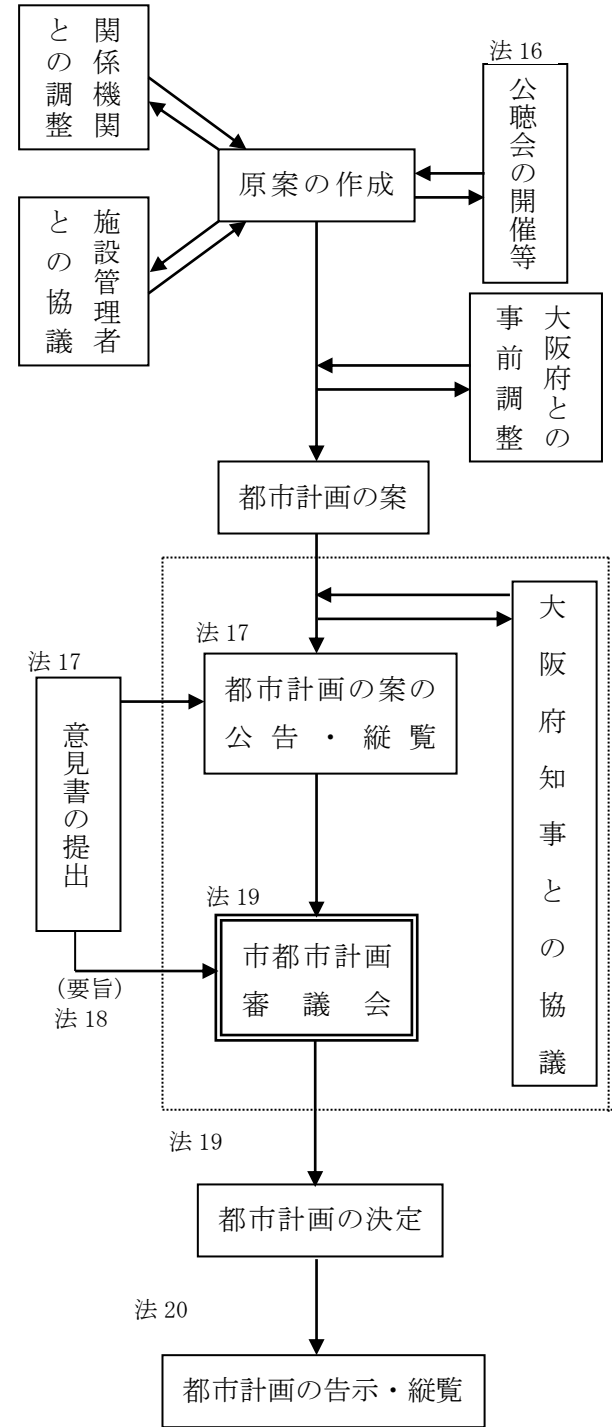 関係機関
との調整
法16
公聴会の開催等
原案の作成
施設管理者
との協議
大阪府との
事前調整
都市計画の案
法17
法17
都市計画の案の
公告・縦覧
大阪府知事との協議
意見書の提出
法19
市都市計画
審議会
(要旨)
法18
法19
都市計画の決定
法20
都市計画の告示・縦覧